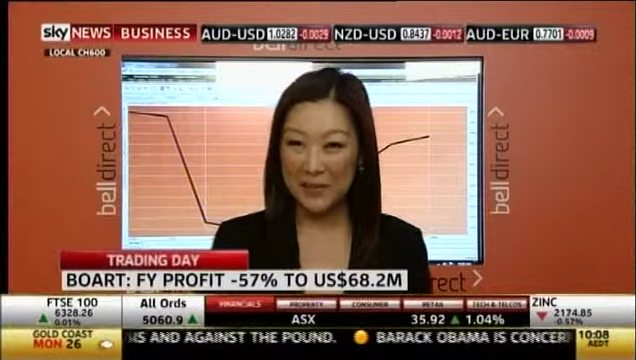 sky NEWS BUSINESS
AUD-USD 1.0282 -0.0029 NZD-USD 0.8437 -0.0012 AUD-EUR 0.7701 -0.0009
LOCAL CH600
bell direct
bell direct
bell direct
TRADING DAY
BOART: FY PROFIT -57% TO US$68.2M
rect
FTSE 100 All Ords FINANCIALS PROPERTY CONSUMER RETAIL TECH & TELCOS ZINC
6328.26 0.01% 5060.9 ASX 35.92 1.04% 2174.85 -0.57%
GOLD COAST
MON 26
AND AGAINST THE POUND. BARACK OBAMA IS CONCER
10:08
AEDT